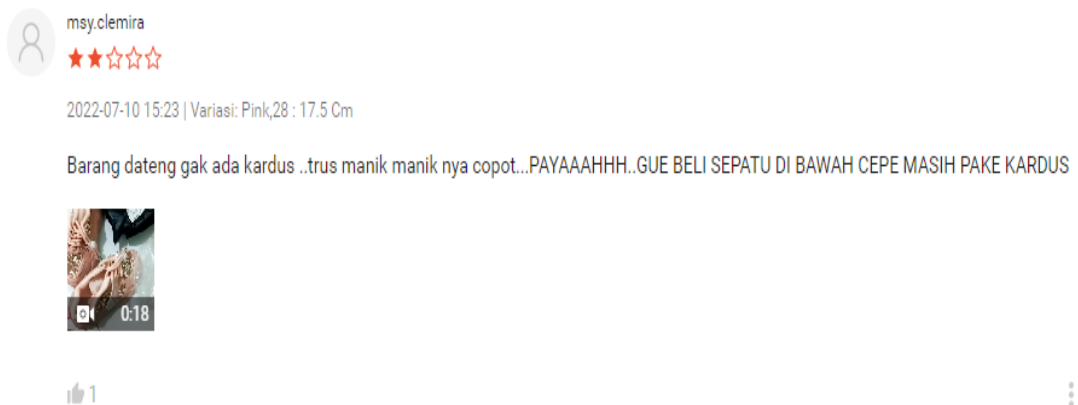 msy.clemira
2022-07-10 15:23 | Variasi: Pink,28 : 17.5 Cm
Barang dateng gak ada kardus ..trus manik manik nya copot...PAYAAAHHH..GUE BELI SEPATU DI BAWAH CEPE MASIH PAKE KARDUS
0:18
1